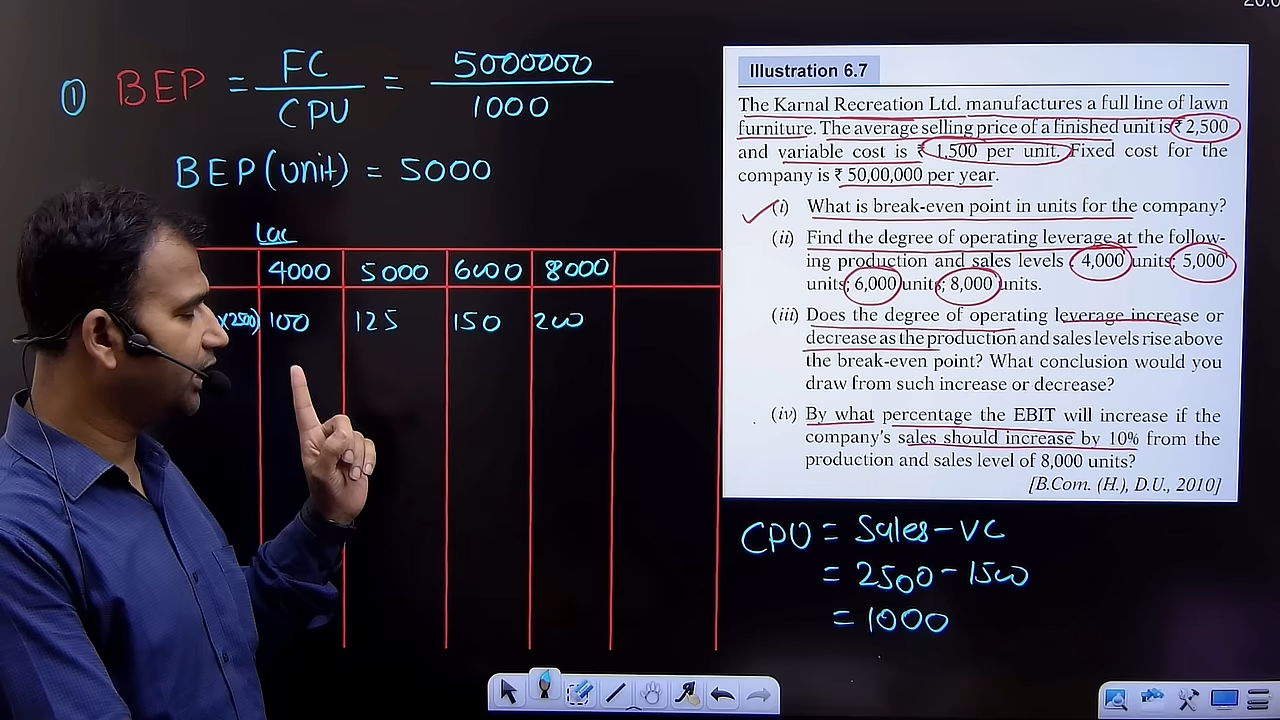 ① BEP = FC / CPU = 5000000 / 1000
BEP (unit) = 5000
Lac
4000 5000 6000 8000
x2500) 100 125 150 200
Illustration 6.7
The Karnal Recreation Ltd. manufactures a full line of lawn
furniture. The average selling price of a finished unit is ₹ 2,500
and variable cost is ₹ 1,500 per unit. Fixed cost for the
company is ₹ 50,00,000 per year.
(i) What is break-even point in units for the company?
(ii) Find the degree of operating leverage at the follow-
ing production and sales levels 4,000 units; 5,000
units; 6,000 units; 8,000 units.
(iii) Does the degree of operating leverage increase or
decrease as the production and sales levels rise above
the break-even point? What conclusion would you
draw from such increase or decrease?
(iv) By what percentage the EBIT will increase if the
company's sales should increase by 10% from the
production and sales level of 8,000 units?
[B.Com. (H.), D.U., 2010]
CPU = Sales - VC
= 2500 - 1500
= 1000